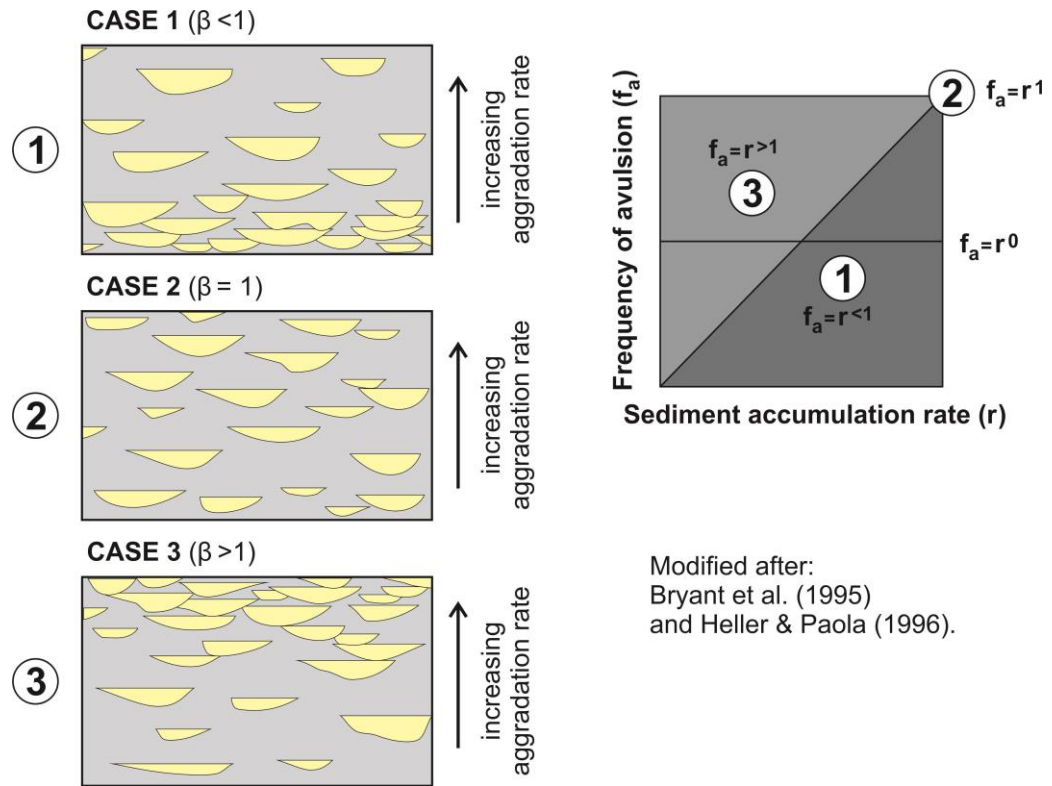 CASE 1 (β <1)
1
increasing
aggradation rate
CASE 2 (β = 1)
2
increasing
aggradation rate
CASE 3 (β >1)
3
increasing
aggradation rate
Frequency of avulsion (fa)
2 fa=r1
fa=r>1
3
fa=r0
1
fa=r<1
Sediment accumulation rate (r)
Modified after:
Bryant et al. (1995)
and Heller & Paola (1996).